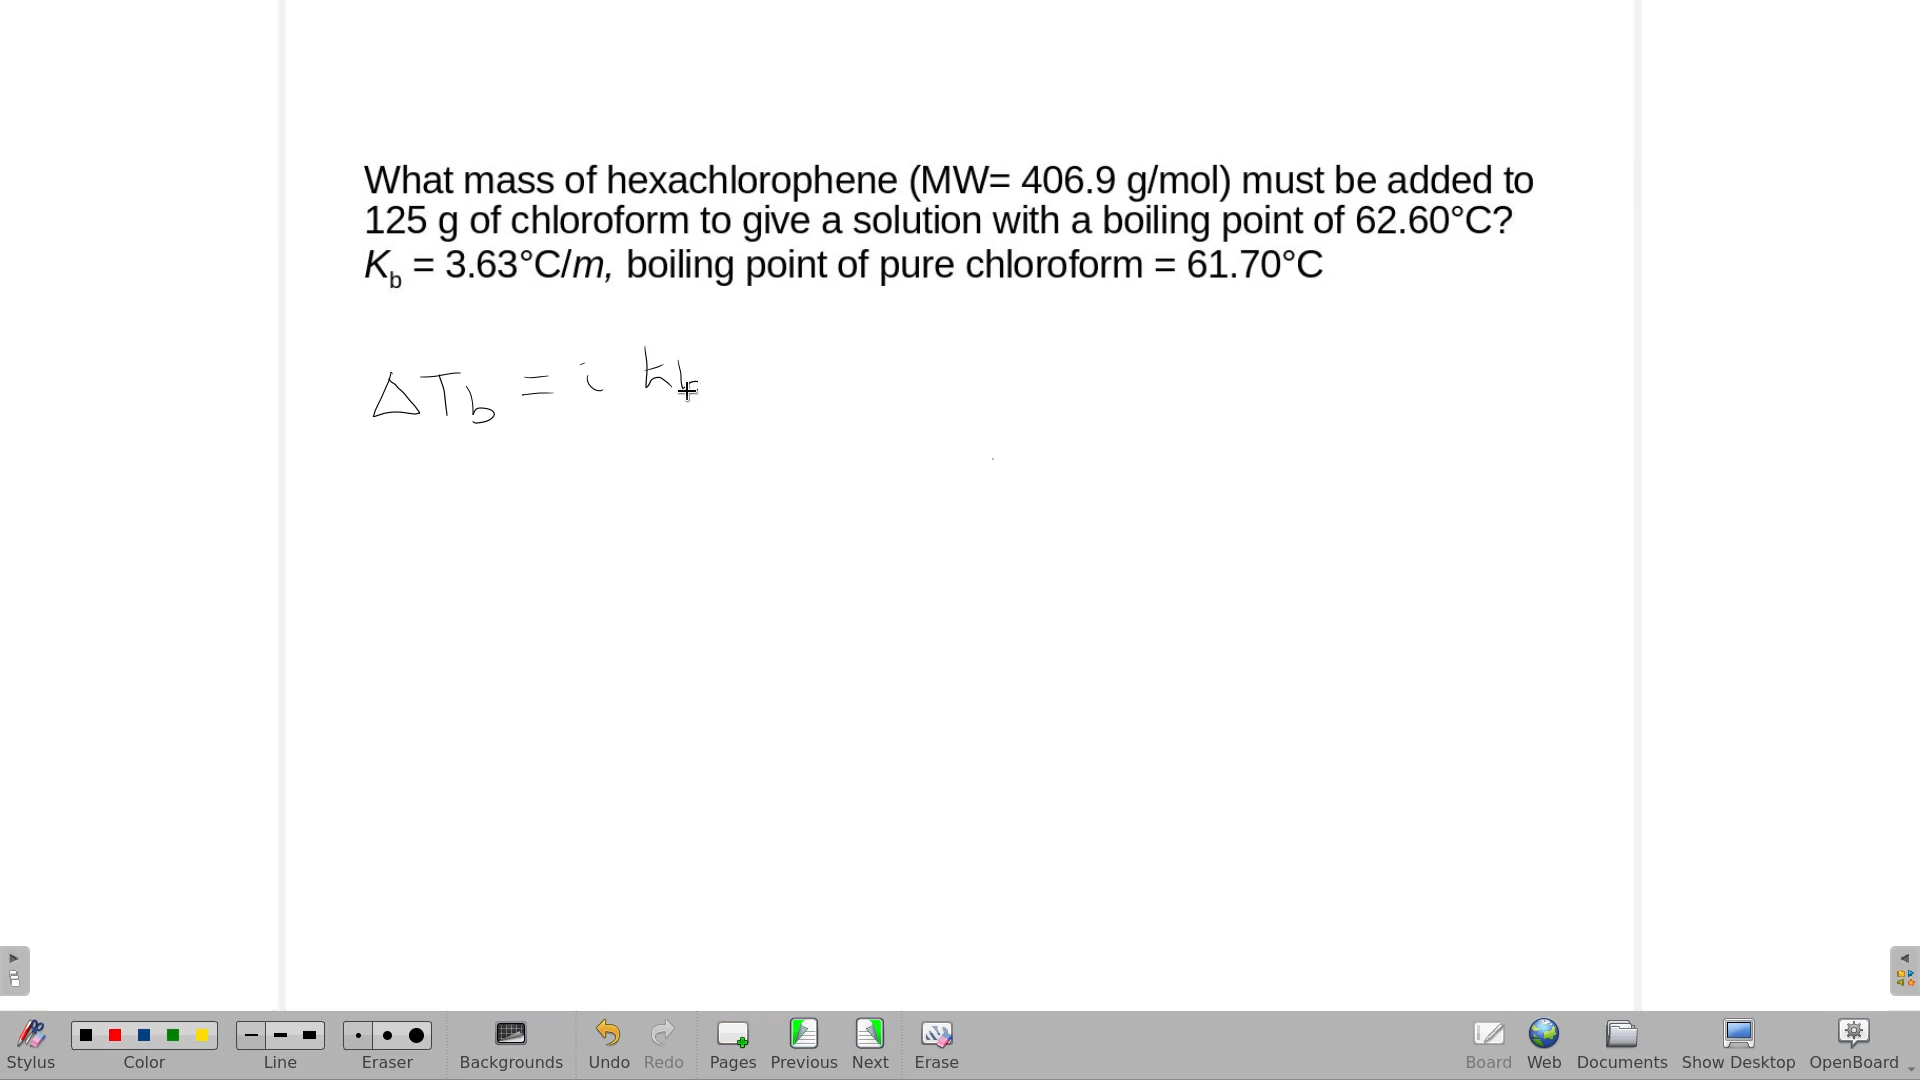 What mass of hexachlorophene (MW= 406.9 g/mol) must be added to
125 g of chloroform to give a solution with a boiling point of 62.60°C?
Kb = 3.63°C/m, boiling point of pure chloroform = 61.70°C
ΔTb = i kb
Stylus Color Line Eraser Backgrounds Undo Redo Pages Previous Next Erase Board Web Documents Show Desktop OpenBoard